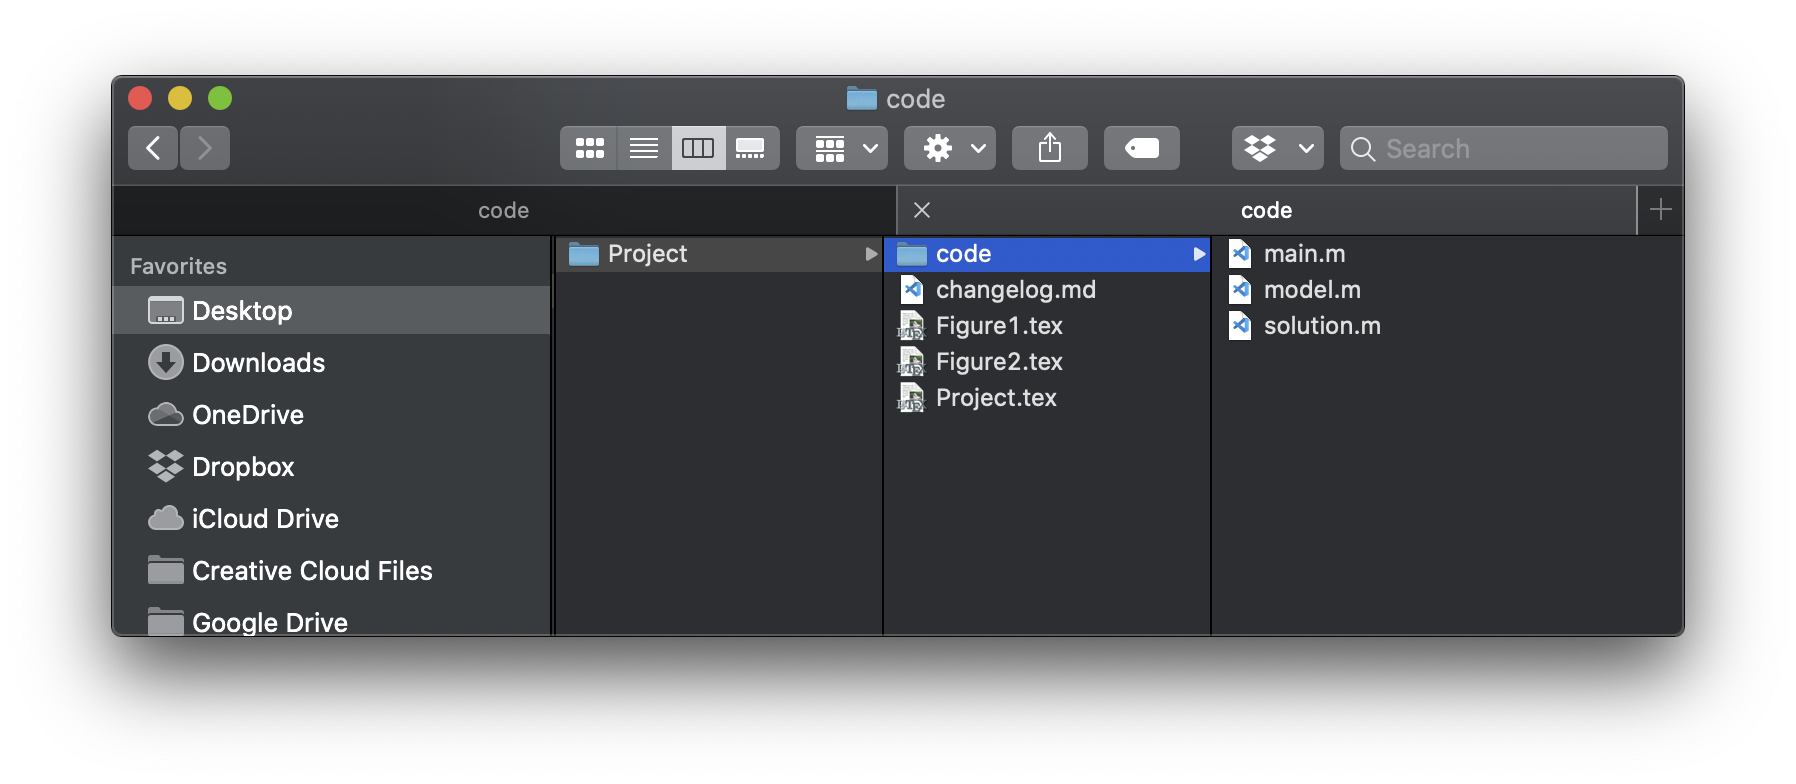 code
Search
code
code
Favorites
Desktop
Downloads
OneDrive
Dropbox
iCloud Drive
Creative Cloud Files
Google Drive
Project
code
changelog.md
Figure1.tex
Figure2.tex
Project.tex
main.m
model.m
solution.m